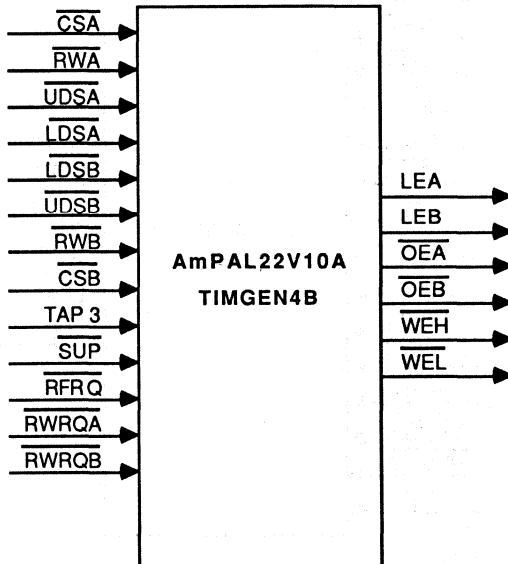 CSA
RWA
UDSA
LDSA
LDSB
UDSB
RWB
CSB
TAP 3
SUP
RFRQ
RWRQA
RWRQB
AmPAL22V10A
TIMGEN4B
LEA
LEB
OEA
OEB
WEH
WEL